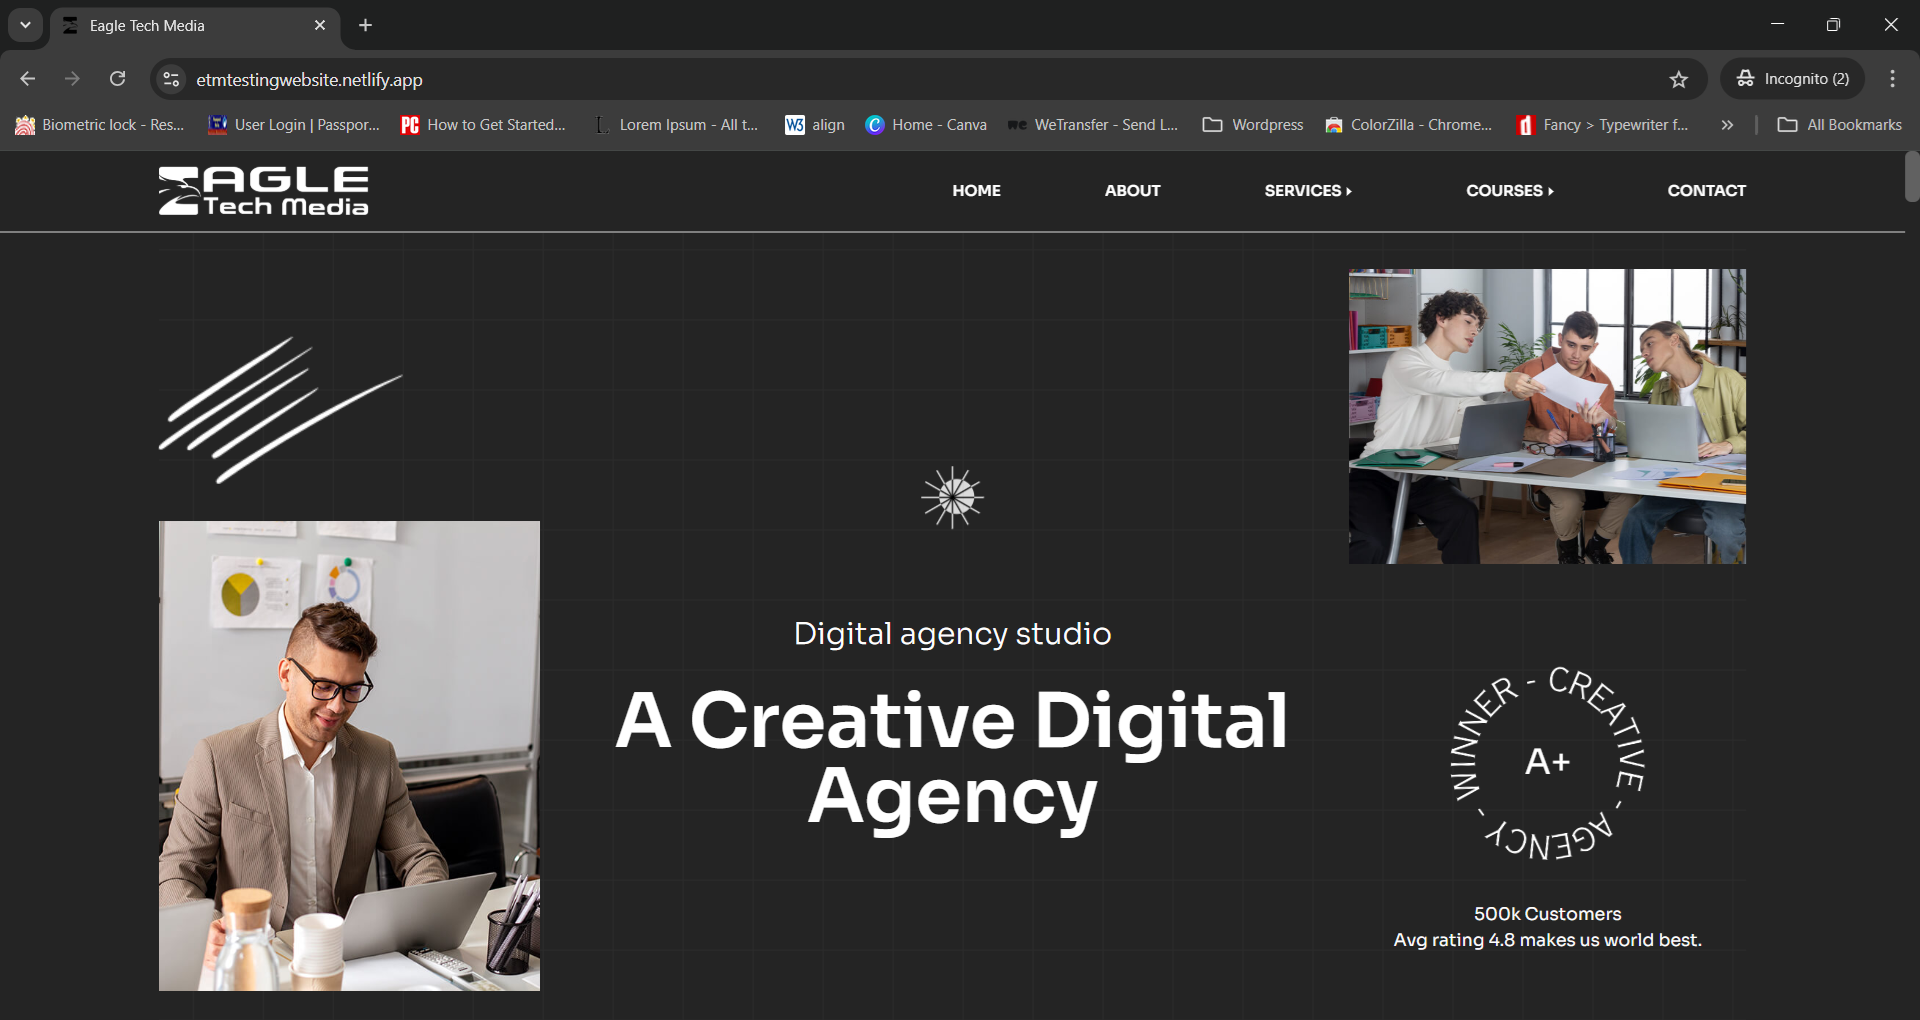 Eagle Tech Media
etmtestingwebsite.netlify.app
Incognito (2)
Biometric lock - Res...
User Login | Passpor...
PC
How to Get Started...
L
Lorem Ipsum - All t...
W3
align
C
Home - Canva
we
WeTransfer - Send L...
Wordpress
ColorZilla - Chrome...
d
Fancy > Typewriter f...
All Bookmarks
EAGLE
Tech Media
HOME
ABOUT
SERVICES
COURSES
CONTACT
Digital agency studio
A Creative Digital
Agency
WINNER - CREATIVE - AGENCY -
A+
500k Customers
Avg rating 4.8 makes us world best.